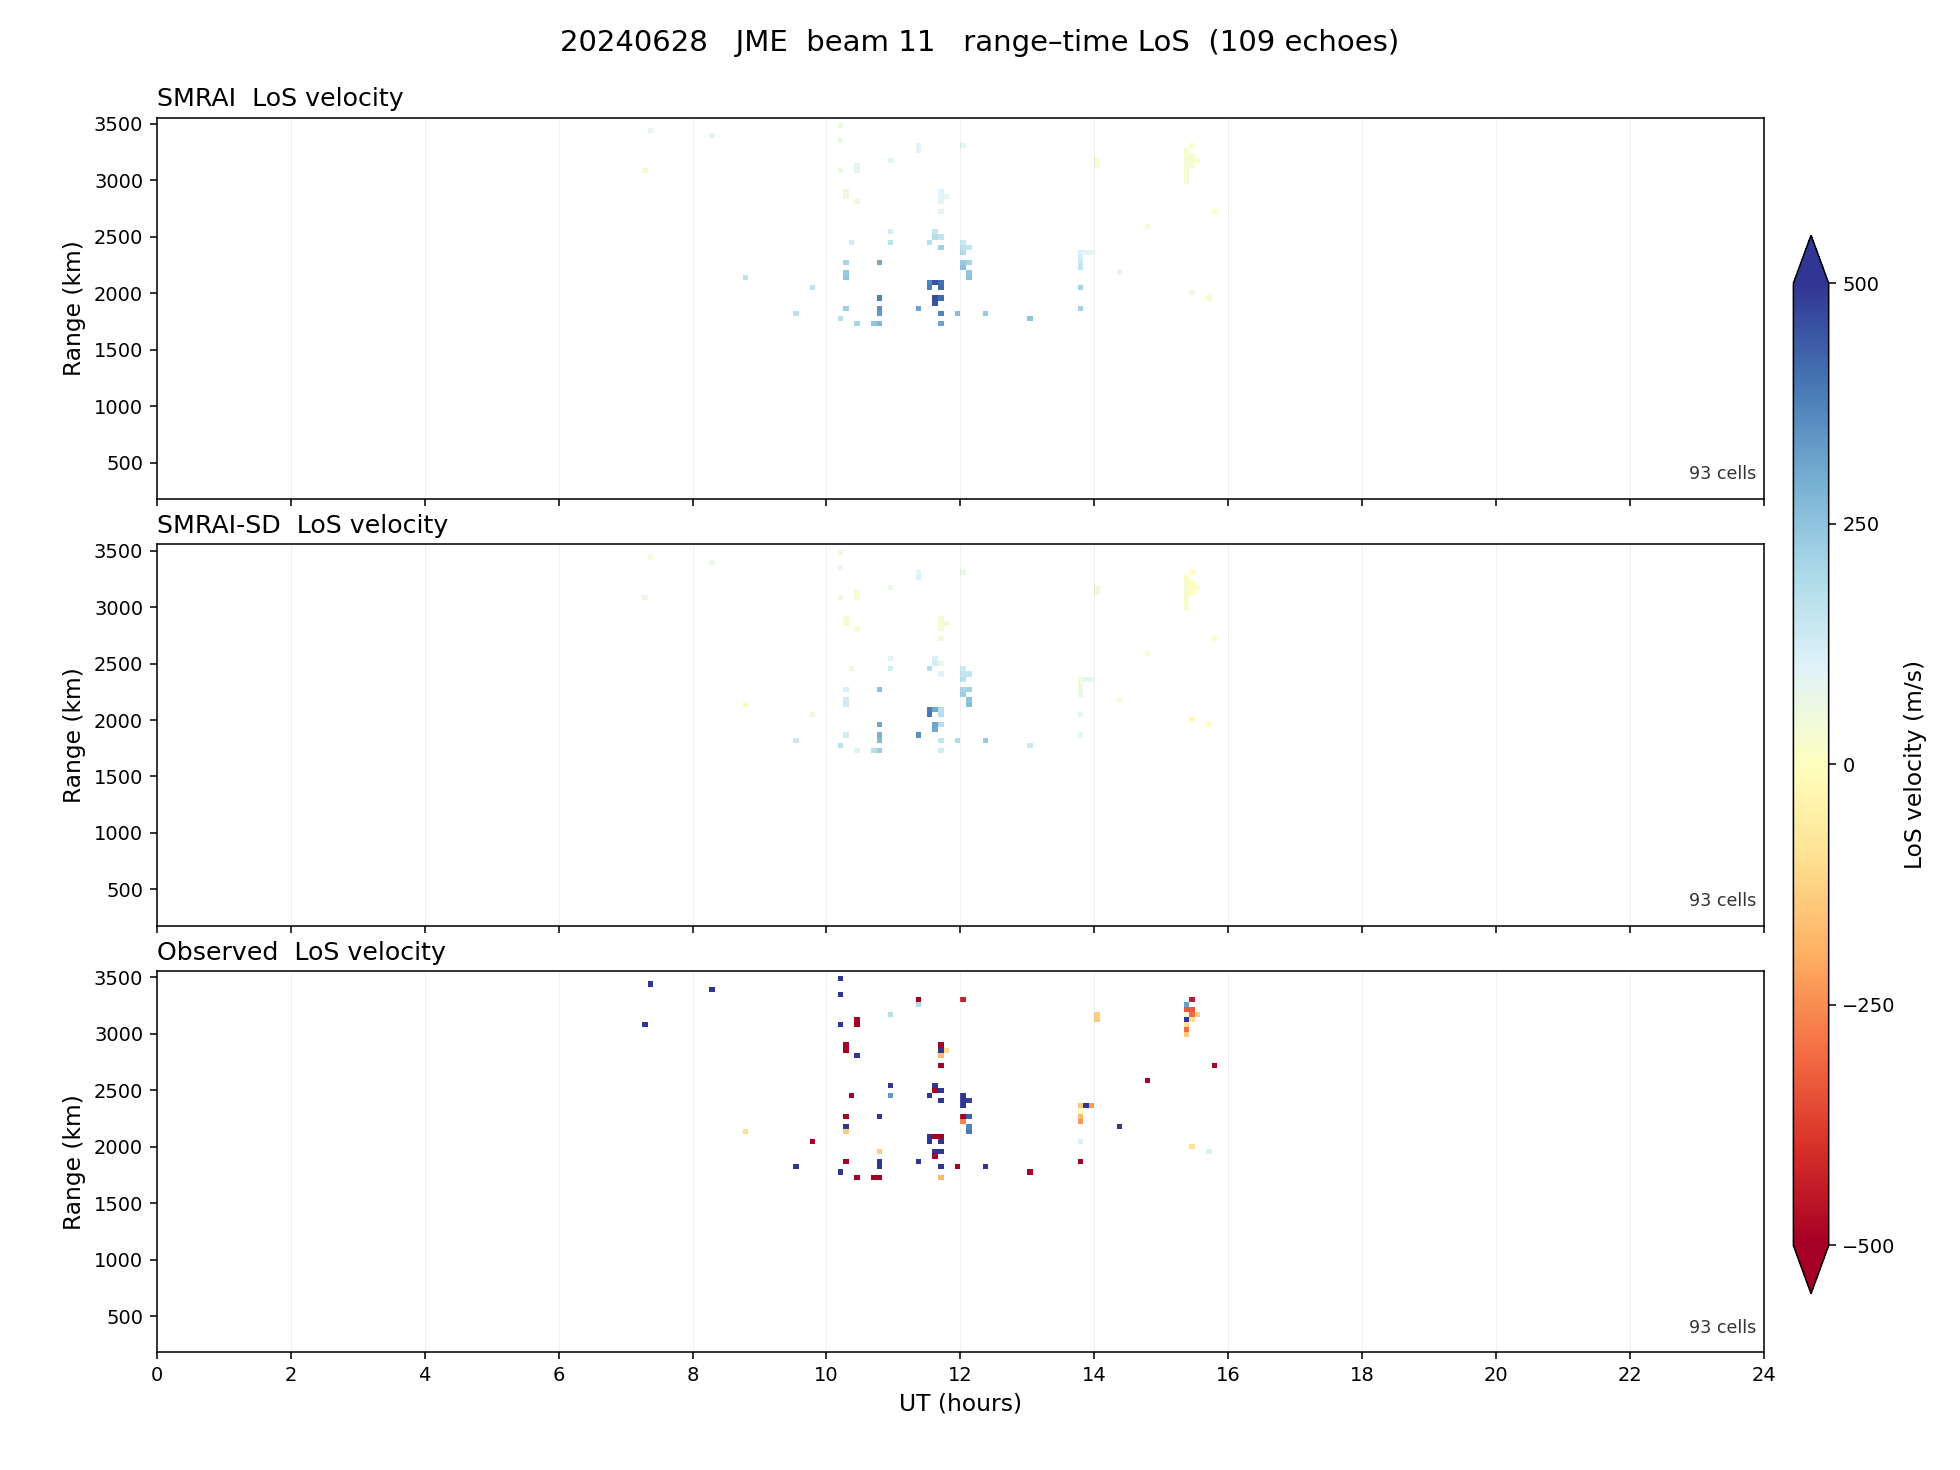 20240628   JME  beam 11   range–time LoS  (109 echoes)
SMRAI  LoS velocity
3500
3000
2500
2000
1500
1000
500
Range (km)
93 cells
SMRAI-SD  LoS velocity
3500
3000
2500
2000
1500
1000
500
Range (km)
93 cells
Observed  LoS velocity
3500
3000
2500
2000
1500
1000
500
Range (km)
93 cells
0 2 4 6 8 10 12 14 16 18 20 22 24
UT (hours)
500
250
0
−250
−500
LoS velocity (m/s)